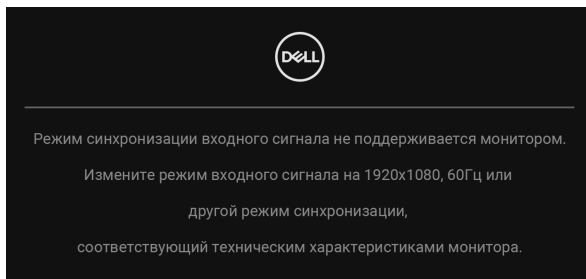 DELL
Режим синхронизации входного сигнала не поддерживается монитором.
Измените режим входного сигнала на 1920x1080, 60Гц или
другой режим синхронизации,
соответствующий техническим характеристиками монитора.